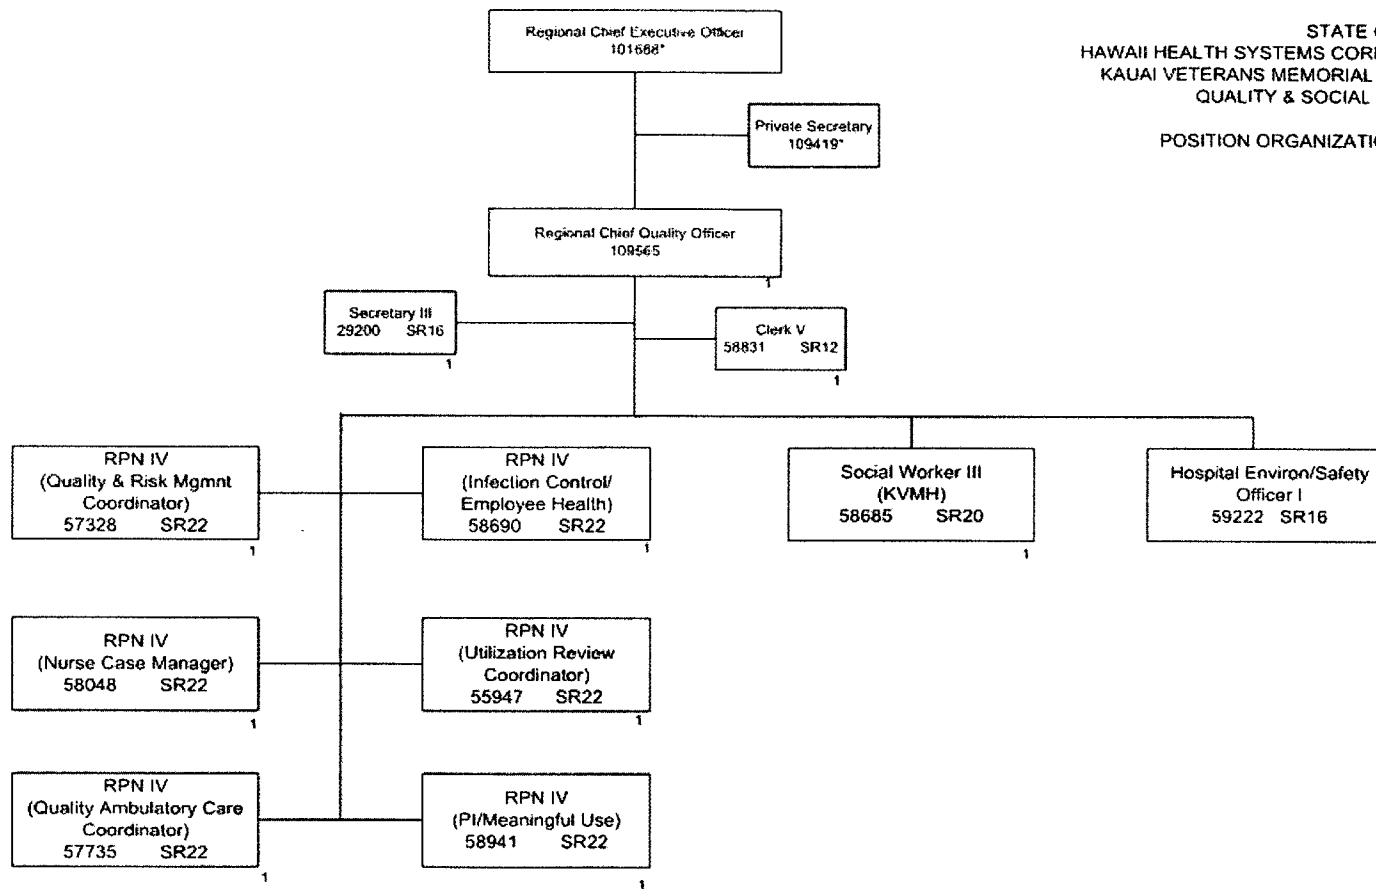 Regional Chief Executive Officer
101688*
STATE
HAWAII HEALTH SYSTEMS
KAUAI VETERANS MEMORIAL
QUALITY & SOCIAL
POSITION
Private Secretary
109419*
Regional Chief Quality Officer
109565
1
Secretary III
29200 SR16
1
Clerk V
58831 SR12
1
RPN IV
(Quality & Risk Mgmnt
Coordinator)
57328 SR22
1
RPN IV
(Infection Control/
Employee Health)
58690 SR22
1
Social Worker III
(KVMH)
58685 SR20
1
Hospital Environ/Safety
Officer I
59222 SR16
RPN IV
(Nurse Case Manager)
58048 SR22
1
RPN IV
(Utilization Review
Coordinator)
55947 SR22
1
RPN IV
(Quality Ambulatory Care
Coordinator)
57735 SR22
1
RPN IV
(PI/Meaningful Use)
58941 SR22
1